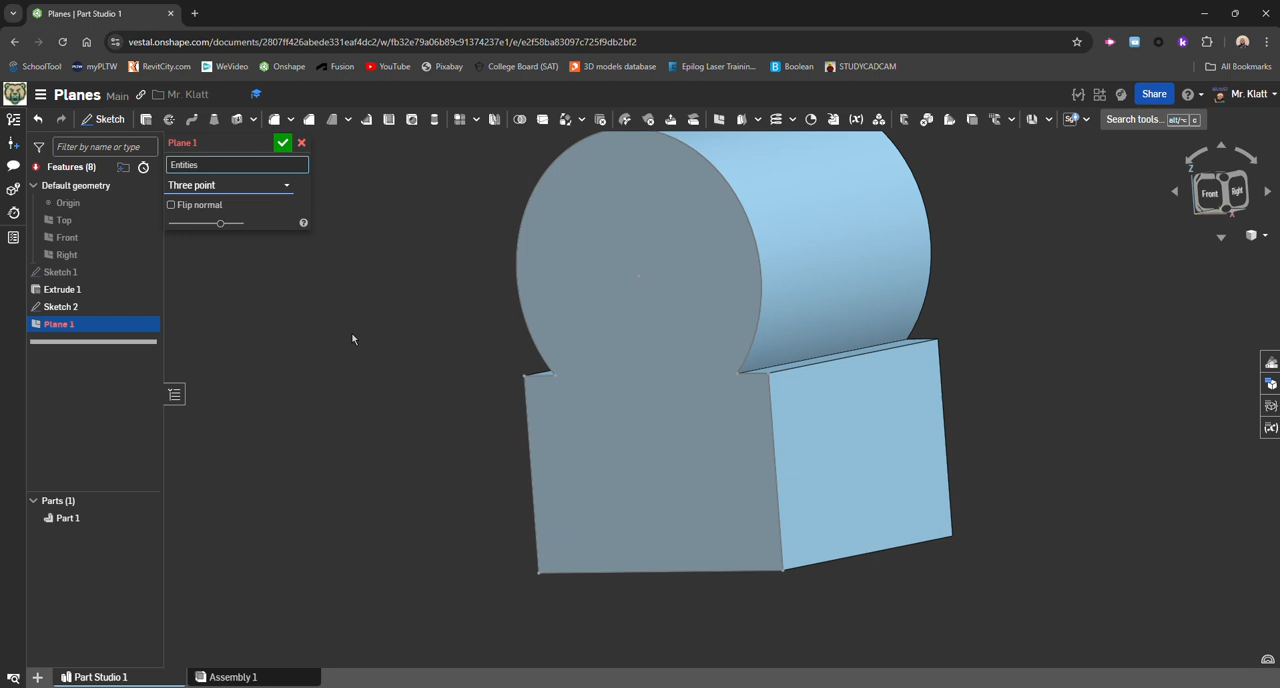 Planes | Part Studio 1
vestal.onshape.com/documents/2807ff426abede331eaf4dc2/w/fb32e79a06b89c91374237e1/e/e2f58ba83097c725f9db2bf2
SchoolTool myPLTW RevitCity.com WeVideo Onshape Fusion YouTube Pixabay College Board (SAT) 3D models database Epilog Laser Trainin... Boolean STUDYCADCAM All Bookmarks
Planes Main Mr. Klatt Share Mr. Klatt
Sketch Search tools... alt/⌥ c
Filter by name or type
Features (8)
Default geometry
Origin
Top
Front
Right
Sketch 1
Extrude 1
Sketch 2
Plane 1
Plane 1
Entities
Three point
Flip normal
Z
Front Right
X
Parts (1)
Part 1
Part Studio 1 Assembly 1